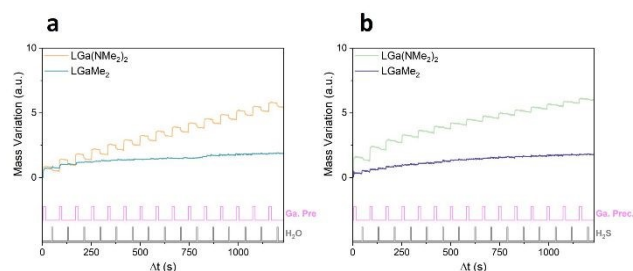 a
b
10
5
0
Mass Variation (a.u.)
LGa(NMe₂)₂
LGaMe₂
Ga. Pre
H₂O
0
250
500
750
1000
Δt (s)
10
5
0
Mass Variation (a.u.)
LGa(NMe₂)₂
LGaMe₂
Ga. Prec.
H₂S
0
250
500
750
1000
Δt (s)